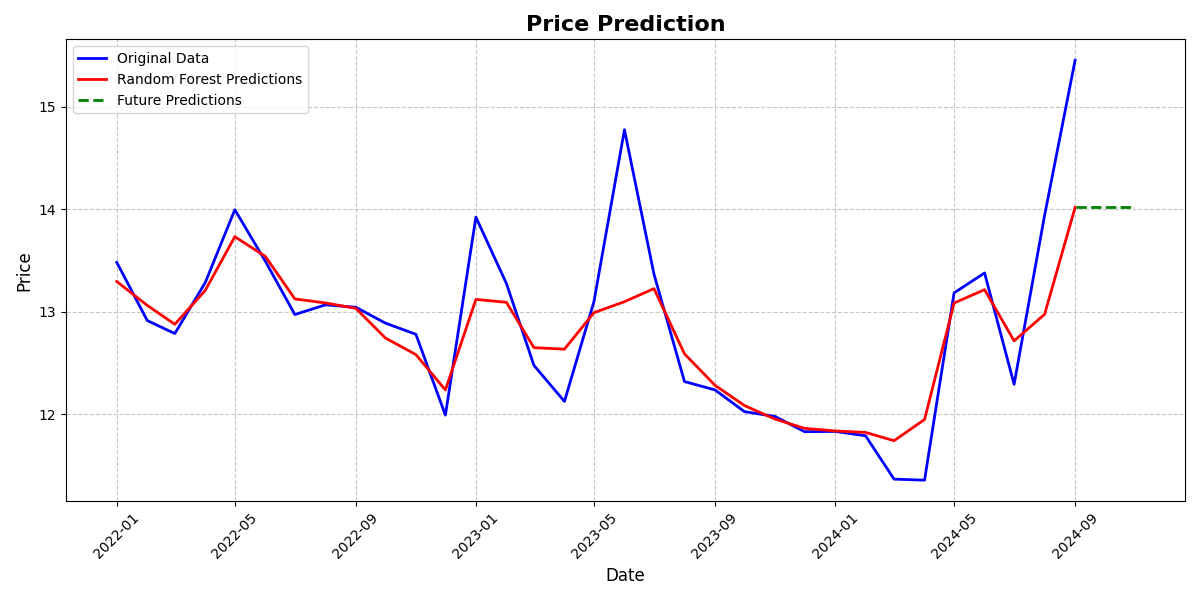 Price Prediction
Original Data
Random Forest Predictions
Future Predictions
Price
15
14
13
12
2022-01
2022-05
2022-09
2023-01
2023-05
2023-09
2024-01
2024-05
2024-09
Date